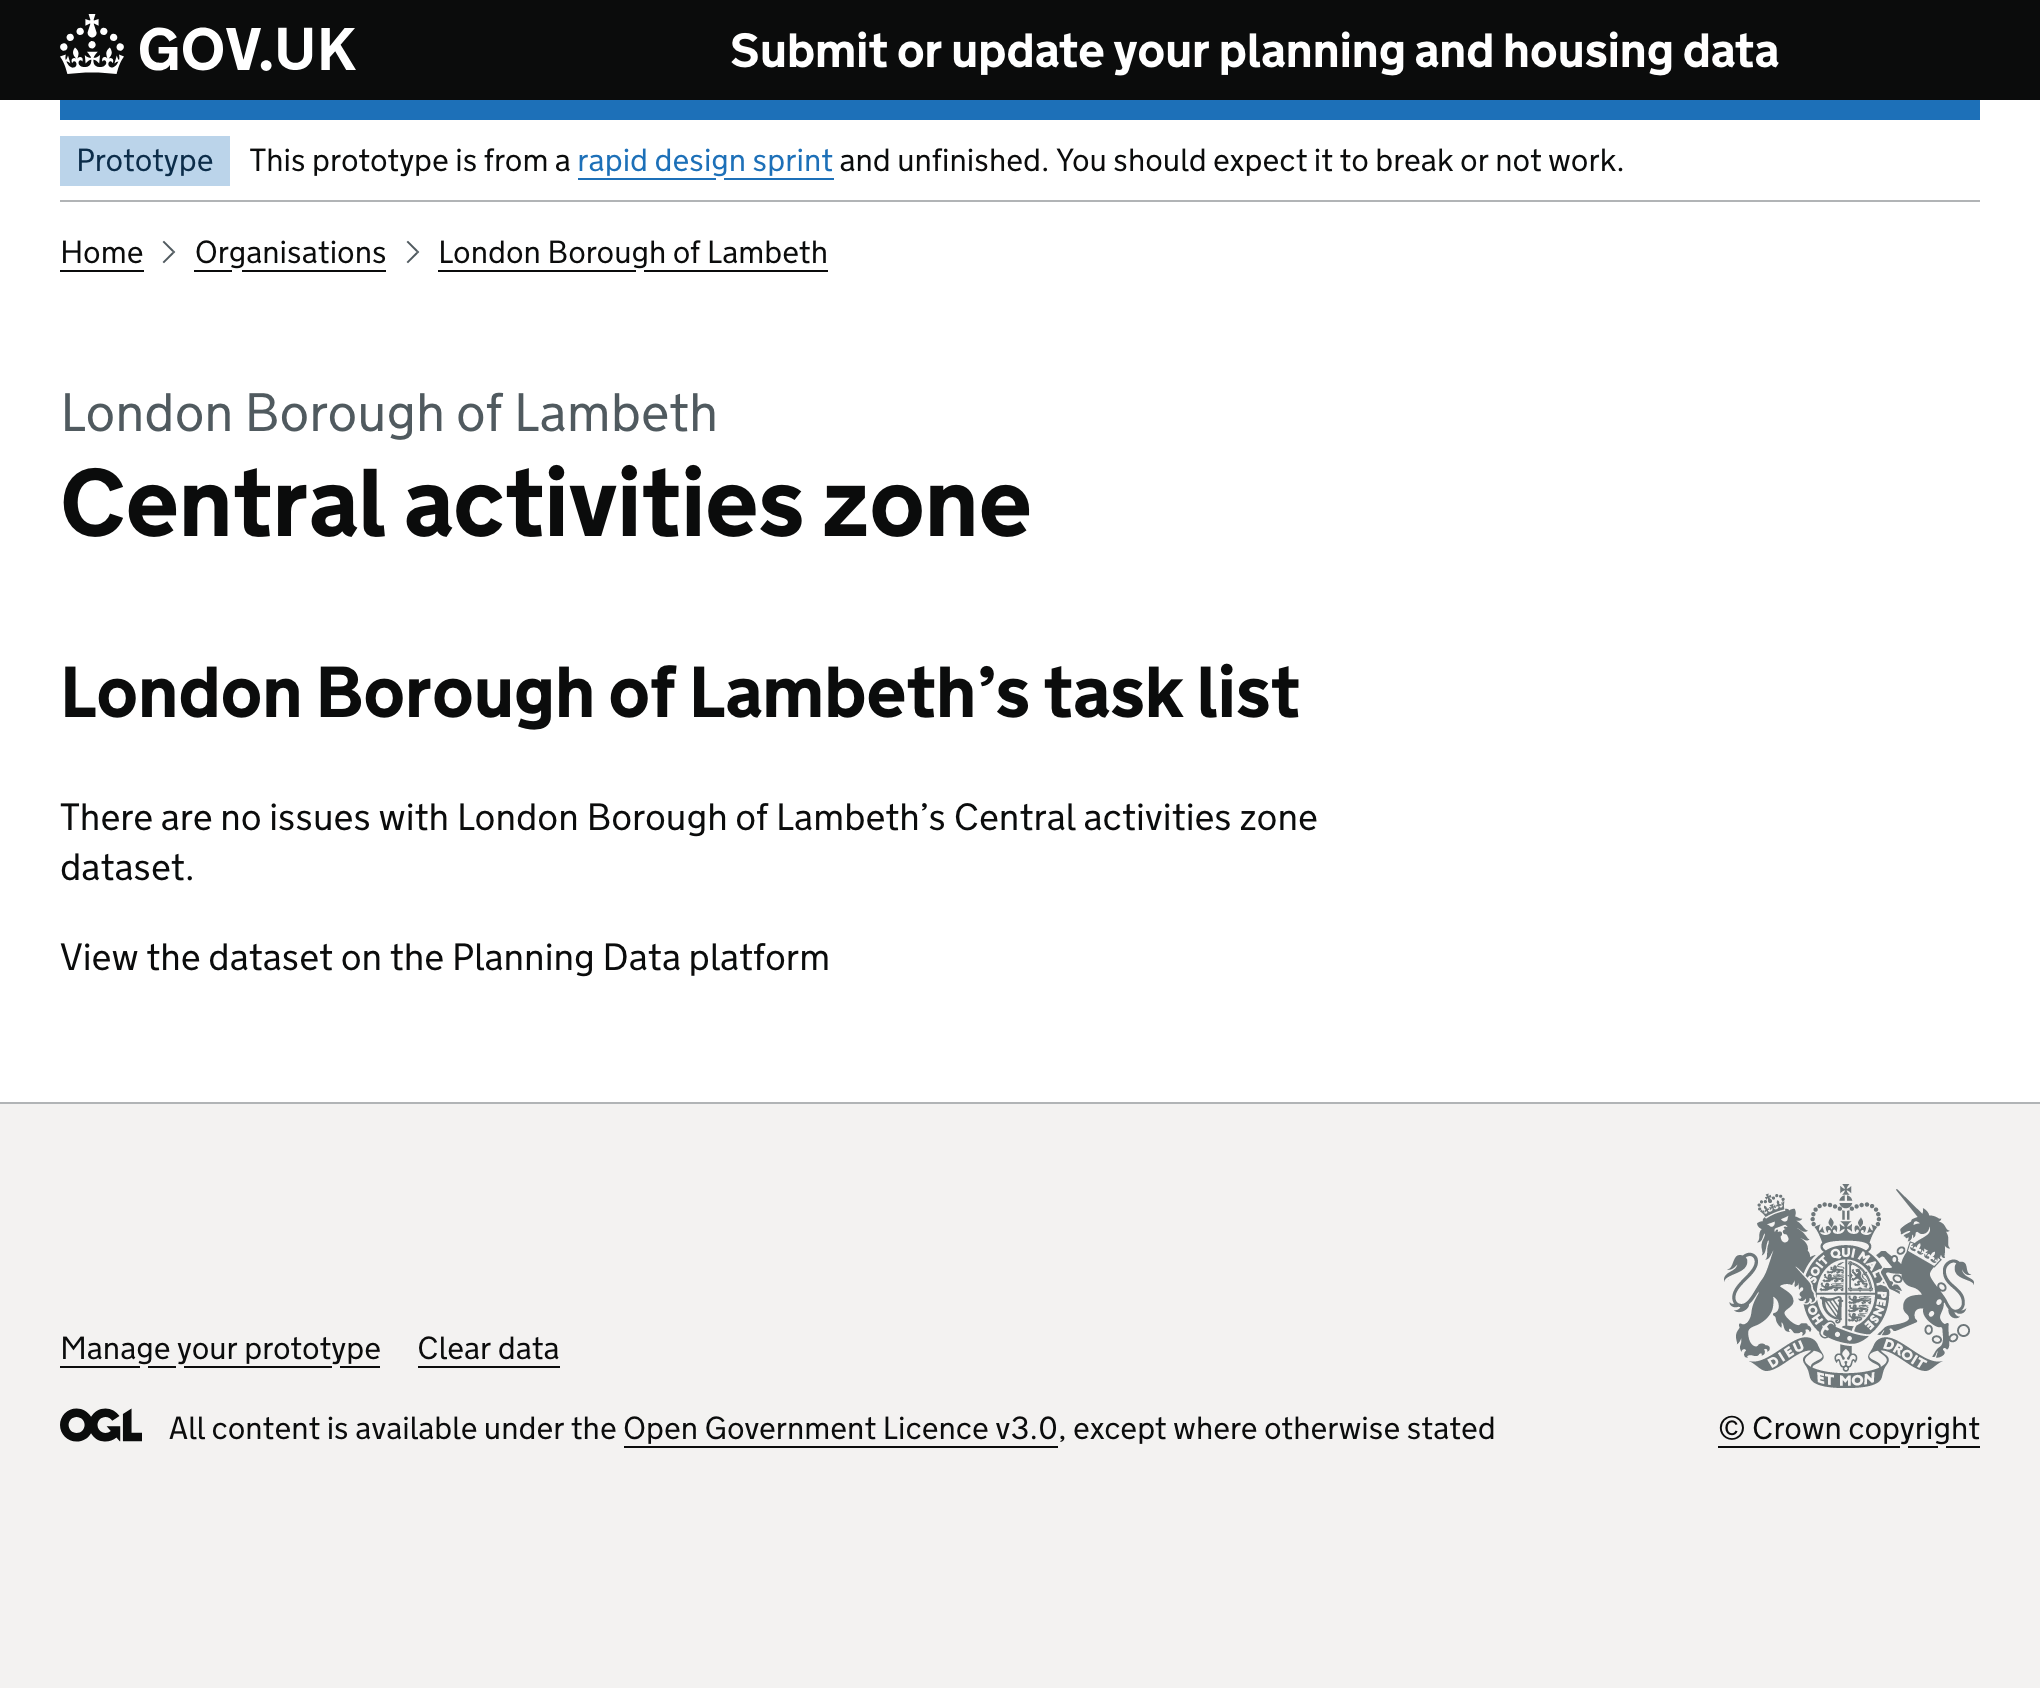 GOV.UK
Submit or update your planning and housing data
Prototype
This prototype is from a rapid design sprint and unfinished. You should expect it to break or not work.
Home
Organisations
London Borough of Lambeth
London Borough of Lambeth
Central activities zone
London Borough of Lambeth’s task list
There are no issues with London Borough of Lambeth’s Central activities zone
dataset.
View the dataset on the Planning Data platform
SOIT QUI MAL
PENSE
HON
DIEU
ET MON
DROIT
Manage your prototype
Clear data
OGL
All content is available under the Open Government Licence v3.0, except where otherwise stated
© Crown copyright